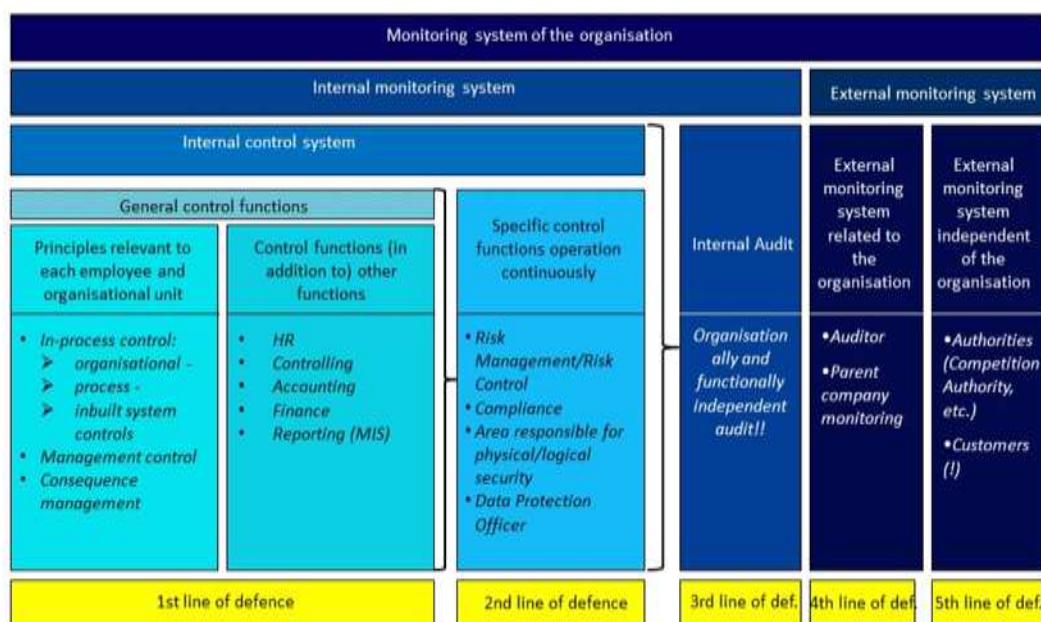 Monitoring system of the organisation
Internal monitoring system
External monitoring system
Internal control system
General control functions
Principles relevant to
each employee and
organisational unit
Control functions (in
addition to) other
functions
Specific control
functions operation
continuously
Internal Audit
External
monitoring
system
related to
the
organisation
External
monitoring
system
independent
of the
organisation
• In-process control:
➢ organisational -
➢ process -
➢ inbuilt system
controls
• Management control
• Consequence
management
• HR
• Controlling
• Accounting
• Finance
• Reporting (MIS)
• Risk
Management/Risk
Control
• Compliance
• Area responsible for
physical/logical
security
• Data Protection
Officer
Organisation
ally and
functionally
independent
audit!!
•Auditor
•Parent
company
monitoring
•Authorities
(Competition
Authority,
etc.)
•Customers
(!)
1st line of defence
2nd line of defence
3rd line of def.
4th line of def.
5th line of def.